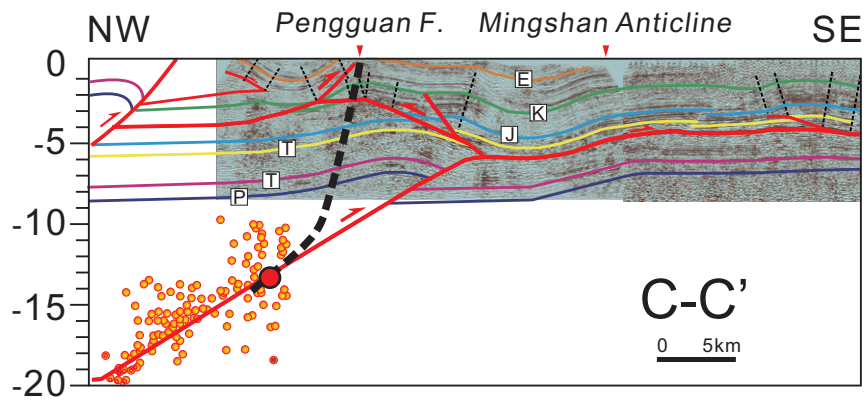 NW Pengguan F. Mingshan Anticline SE
0
E
K
J
-5
T
T
P
-10
C-C’
-15
0 5km
-20